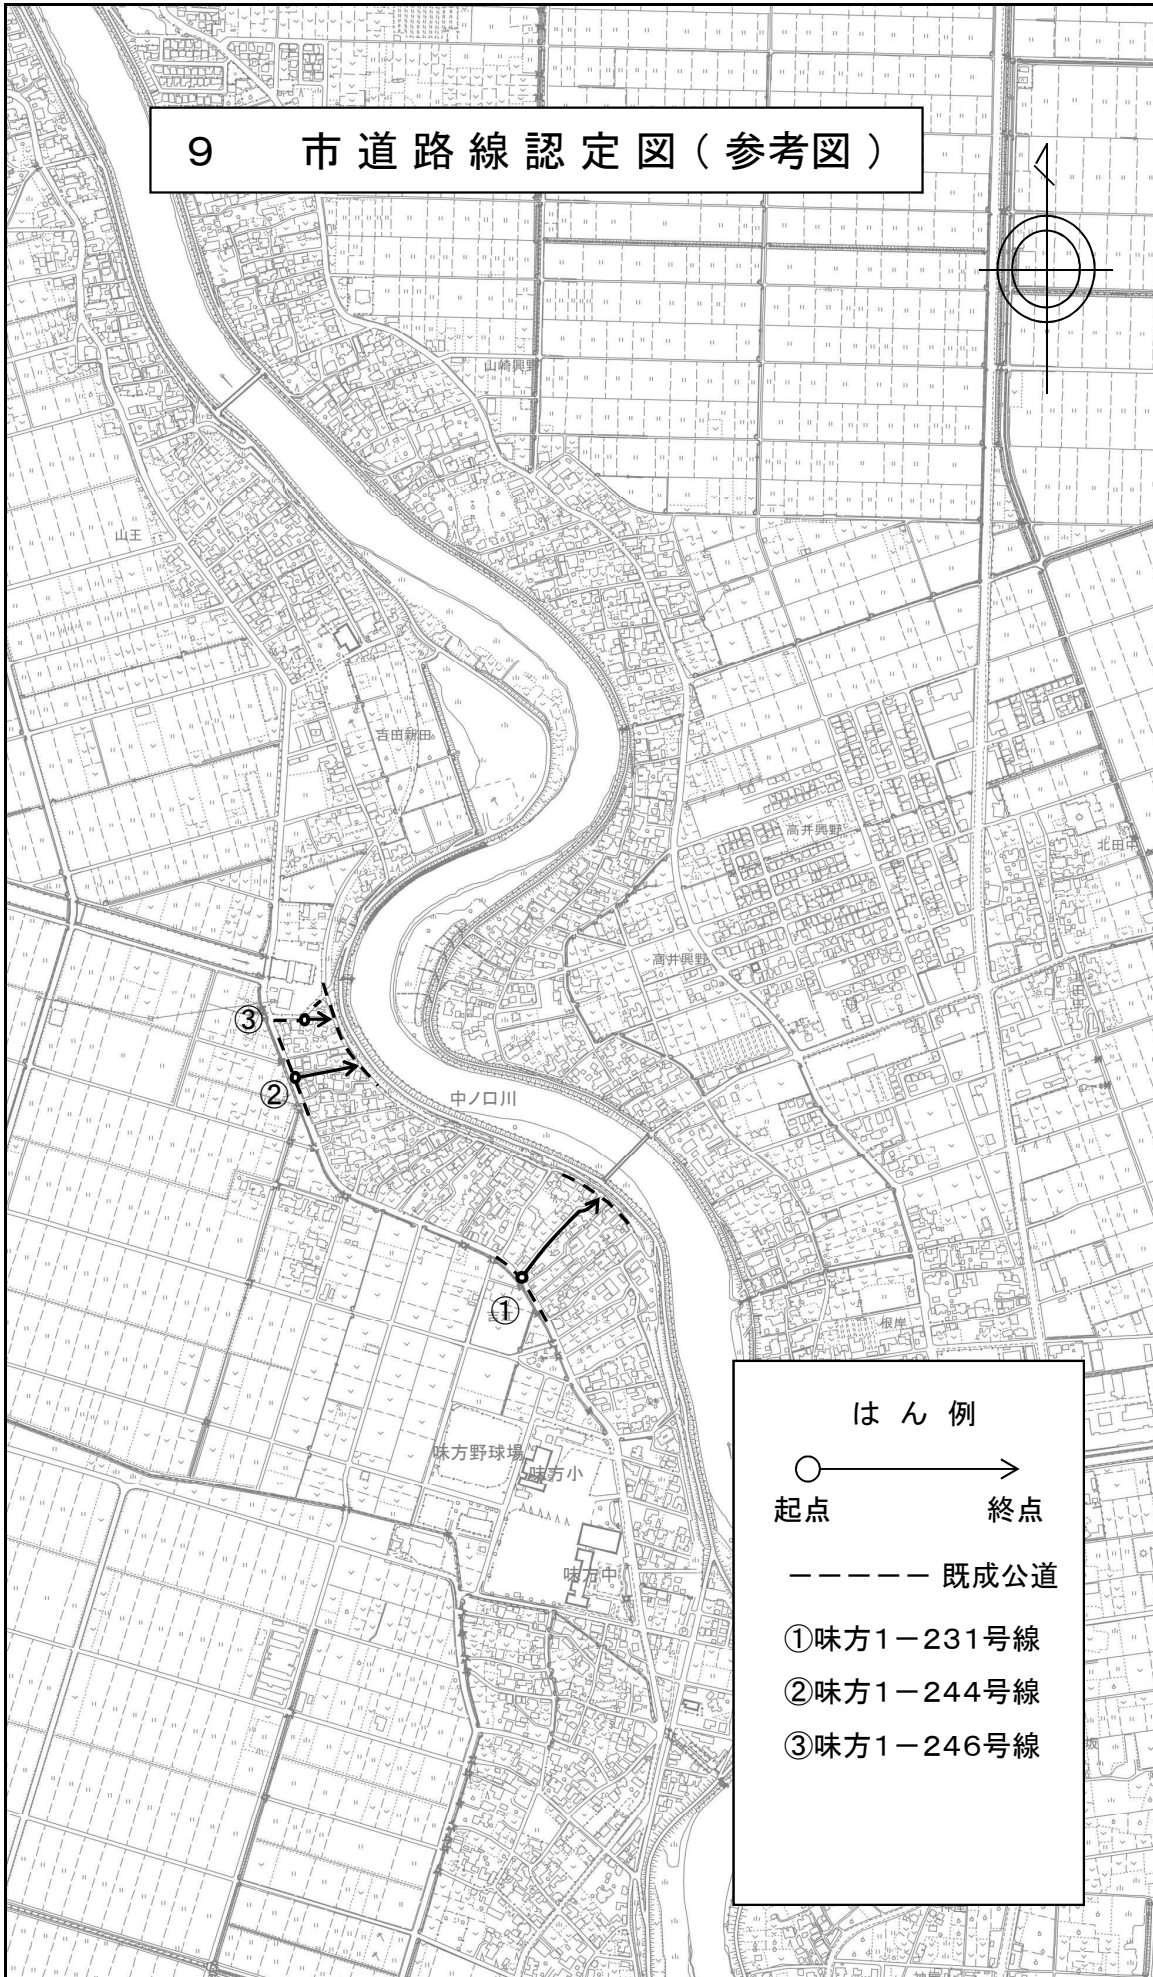 9 市道路線認定図(参考図)
山崎興野
山王
吉田新田
高井興野
北田中
高井興野
③
②
中ノ口川
①
根岸
味方野球場
味方小
味方中
はん例
起点 終点
－－－－－ 既成公道
①味方1－231号線
②味方1－244号線
③味方1－246号線